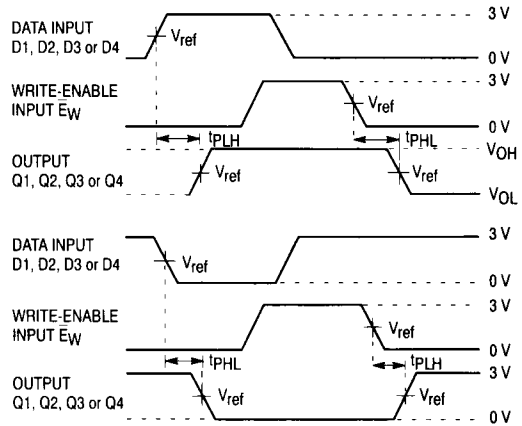 DATA INPUT
D1, D2, D3 or D4
Vref
3 V
0 V
WRITE-ENABLE
INPUT E̅W
Vref
3 V
0 V
tPLH
tPHL
OUTPUT
Q1, Q2, Q3 or Q4
Vref
Vref
VOH
VOL
DATA INPUT
D1, D2, D3 or D4
Vref
3 V
0 V
WRITE-ENABLE
INPUT E̅W
Vref
3 V
0 V
tPHL
tPLH
OUTPUT
Q1, Q2, Q3 or Q4
Vref
Vref
3 V
0 V